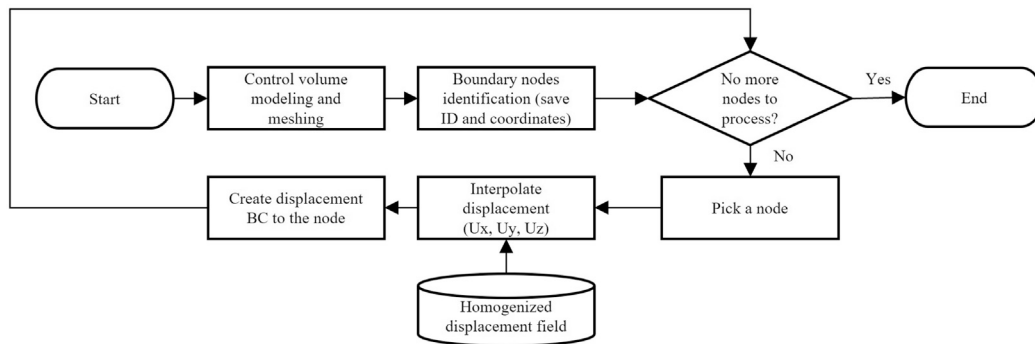 Start
Control volume
modeling and
meshing
Boundary nodes
identification (save
ID and coordinates)
No more
nodes to
process?
Yes
End
No
Pick a node
Interpolate
displacement
(Ux, Uy, Uz)
Create displacement
BC to the node
Homogenized
displacement field